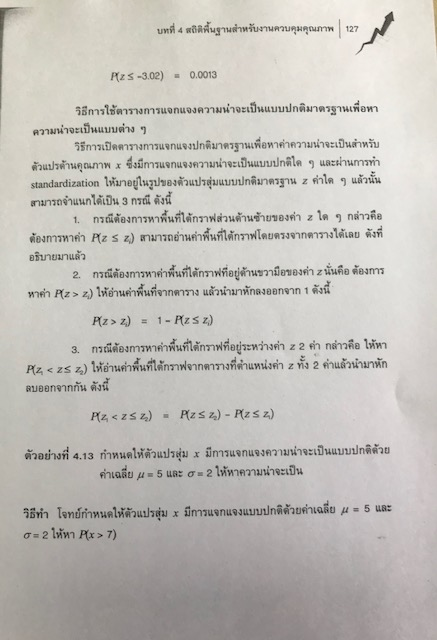 บทที่ 4 สถิติพื้นฐานสำหรับงานควบคุมคุณภาพ | 127
P(z ≤ -3.02) = 0.0013
วิธีการใช้ตารางการแจกแจงความน่าจะเป็นแบบปกติมาตรฐานเพื่อหา
ความน่าจะเป็นแบบต่าง ๆ
วิธีการเปิดตารางการแจกแจงปกติมาตรฐานเพื่อหาค่าความน่าจะเป็นสำหรับ
ตัวแปรด้านคุณภาพ x ซึ่งมีการแจกแจงความน่าจะเป็นแบบปกติใด ๆ และผ่านการทำ
standardization ให้มาอยู่ในรูปของตัวแปรสุ่มแบบปกติมาตรฐาน z ค่าใด ๆ แล้วนั้น
สามารถจำแนกได้เป็น 3 กรณี ดังนี้
1. กรณีต้องการหาพื้นที่ใต้กราฟส่วนด้านซ้ายของค่า z ใด ๆ กล่าวคือ
ต้องการหาค่า P(z ≤ z₁) สามารถอ่านค่าพื้นที่ใต้กราฟโดยตรงจากตารางได้เลย ดังที่
อธิบายมาแล้ว
2. กรณีต้องการหาค่าพื้นที่ใต้กราฟที่อยู่ด้านขวามือของค่า z นั่นคือ ต้องการ
หาค่า P(z > z₁) ให้อ่านค่าพื้นที่จากตาราง แล้วนำมาหักลงออกจาก 1 ดังนี้
P(z > z₁) = 1 – P(z ≤ z₁)
3. กรณีต้องการหาค่าพื้นที่ใต้กราฟที่อยู่ระหว่างค่า z 2 ค่า กล่าวคือ ให้หา
P(z₁ < z ≤ z₂) ให้อ่านค่าพื้นที่ใต้กราฟจากตารางที่ตำแหน่งค่า z ทั้ง 2 ค่าแล้วนำมาหัก
ลบออกจากกัน ดังนี้
P(z₁ < z ≤ z₂) = P(z ≤ z₂) – P(z ≤ z₁)
ตัวอย่างที่ 4.13 กำหนดให้ตัวแปรสุ่ม x มีการแจกแจงความน่าจะเป็นแบบปกติด้วย
ค่าเฉลี่ย μ = 5 และ σ = 2 ให้หาความน่าจะเป็น
วิธีทำ โจทย์กำหนดให้ตัวแปรสุ่ม x มีการแจกแจงแบบปกติด้วยค่าเฉลี่ย μ = 5 และ
σ = 2 ให้หา P(x > 7)